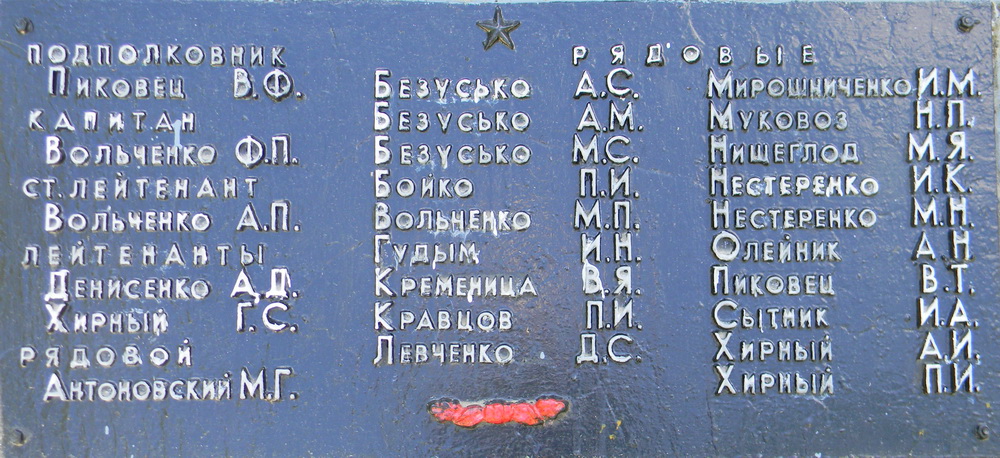 ПОДПОЛКОВНИК
ПИКОВЕЦ В.Ф.
КАПИТАН
ВОЛЬЧЕНКО Ф.П.
СТ. ЛЕЙТЕНАНТ
ВОЛЬЧЕНКО А.П.
ЛЕЙТЕНАНТЫ
ДЕНИСЕНКО А.Д.
ХИРНЫЙ Г.С.
РЯДОВОЙ
АНТОНОВСКИЙ М.Г.
РЯДОВЫЕ
БЕЗУСЬКО А.С.
БЕЗУСЬКО А.М.
БЕЗУСЬКО М.С.
БОЙКО П.И.
ВОЛЬЧЕНКО М.П.
ГУДЫМ И.Н.
КРЕМЕНИЦА В.Я.
КРАВЦОВ П.И.
ЛЕВЧЕНКО Д.С.
МИРОШНИЧЕНКО И.М.
МУКОВОЗ Н.П.
НИЩЕГЛОД М.Я.
НЕСТЕРЕНКО И.К.
НЕСТЕРЕНКО М.Н.
ОЛЕЙНИК А.Н.
ПИКОВЕЦ В.Т.
СЫТНИК И.А.
ХИРНЫЙ А.И.
ХИРНЫЙ П.И.